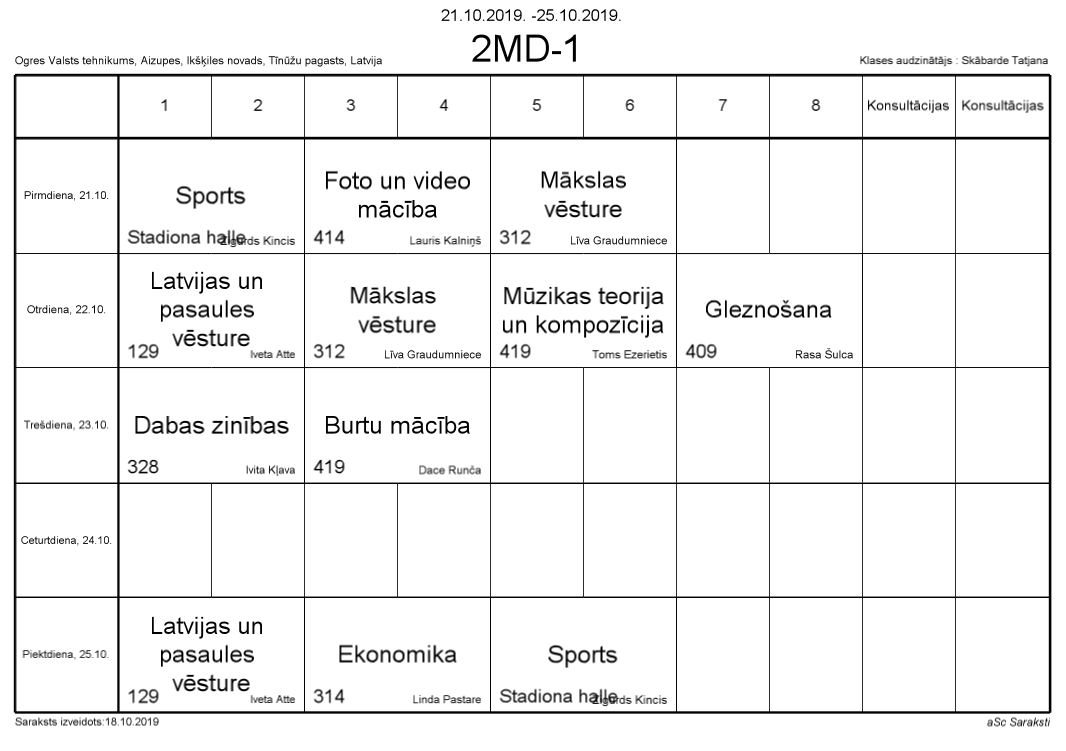 21.10.2019. -25.10.2019.
2MD-1
Ogres Valsts tehnikums, Aizupes, Ikšķiles novads, Tīnūžu pagasts, Latvija
Klases audzinātājs : Skābarde Tatjana
1 2 3 4 5 6 7 8 Konsultācijas Konsultācijas
Pirmdiena, 21.10.
Sports
Stadiona halle
Zigurds Kincis
Foto un video
mācība
414
Lauris Kalniņš
Mākslas
vēsture
312
Līva Graudumniece
Otrdiena, 22.10.
Latvijas un
pasaules
vēsture
129
Iveta Atte
Mākslas
vēsture
312
Līva Graudumniece
Mūzikas teorija
un kompozīcija
419
Toms Ezerietis
Gleznošana
409
Rasa Šulca
Trešdiena, 23.10.
Dabas zinības
328
Ivita Kļava
Burtu mācība
419
Dace Runča
Ceturtdiena, 24.10.
Piektdiena, 25.10.
Latvijas un
pasaules
vēsture
129
Iveta Atte
Ekonomika
314
Linda Pastare
Sports
Stadiona halle
Zigurds Kincis
Saraksts izveidots:18.10.2019
aSc Saraksti